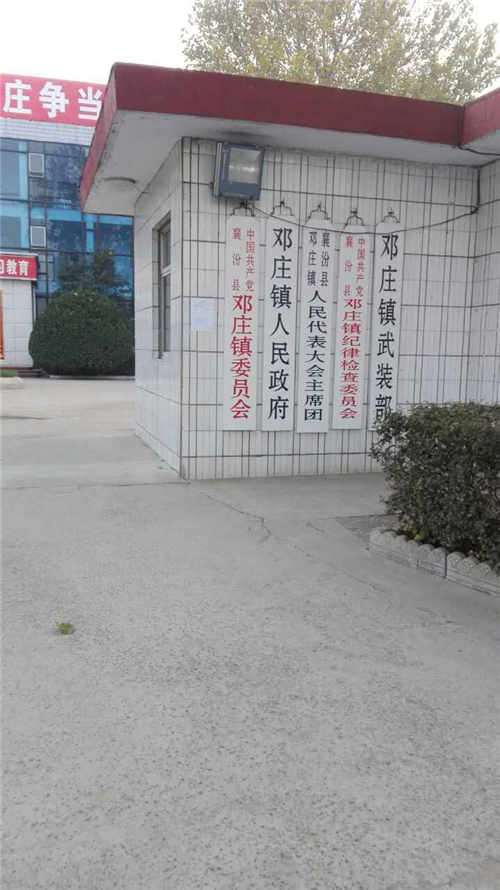 庄争当
习教育
中国共产党
襄汾县
邓庄镇委员会
邓庄镇人民政府
襄汾县
邓庄镇
人民代表大会主席团
中国共产党
襄汾县
邓庄镇纪律检查委员会
邓庄镇武装部